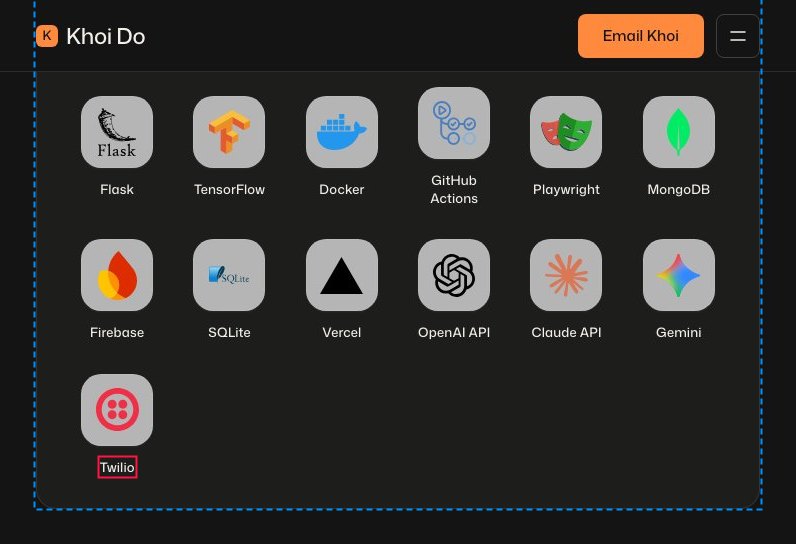 K Khoi Do
Email Khoi
Flask
Flask
TensorFlow
Docker
GitHub
Actions
Playwright
MongoDB
SQLite
Firebase
SQLite
Vercel
OpenAI API
Claude API
Gemini
Twilio